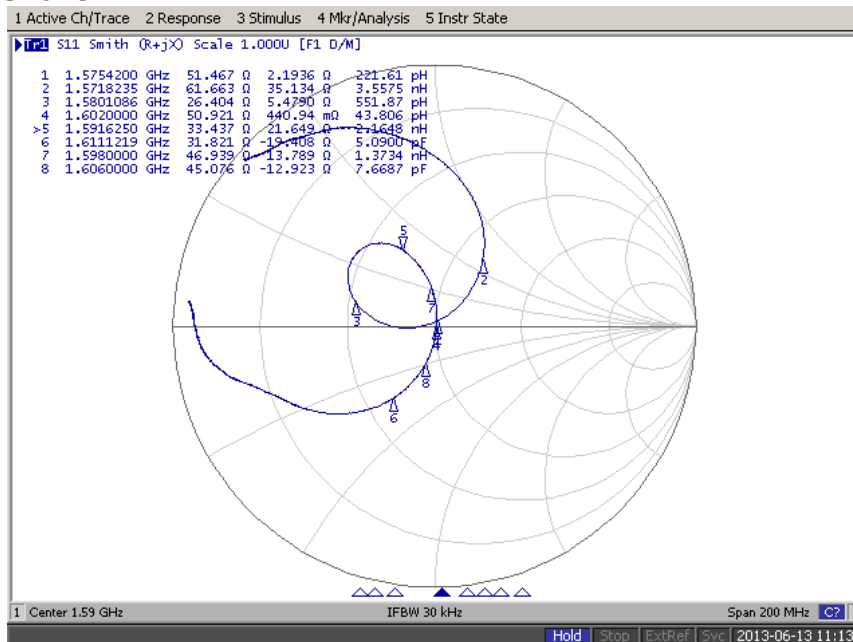 1 Active Ch/Trace 2 Response 3 Stimulus 4 Mkr/Analysis 5 Instr State
Tr1 S11 Smith (R+jX) Scale 1.000U [F1 D/M]
1 1.5754200 GHz 51.467 Ω 2.1936 Ω 221.61 pH
2 1.5718235 GHz 61.663 Ω 35.134 Ω 3.5575 nH
3 1.5801086 GHz 26.404 Ω 5.4790 Ω 551.87 pH
4 1.6020000 GHz 50.921 Ω 440.94 mΩ 43.806 pH
>5 1.5916250 GHz 33.437 Ω 21.649 Ω 2.1648 nH
6 1.6111219 GHz 31.821 Ω -19.408 Ω 5.0900 pF
7 1.5980000 GHz 46.939 Ω 13.789 Ω 1.3734 nH
8 1.6060000 GHz 45.076 Ω -12.923 Ω 7.6687 pF
5
2
7
3
4
8
6
1 Center 1.59 GHz IFBW 30 kHz Span 200 MHz C?
Hold Stop ExtRef Svc 2013-06-13 11:13